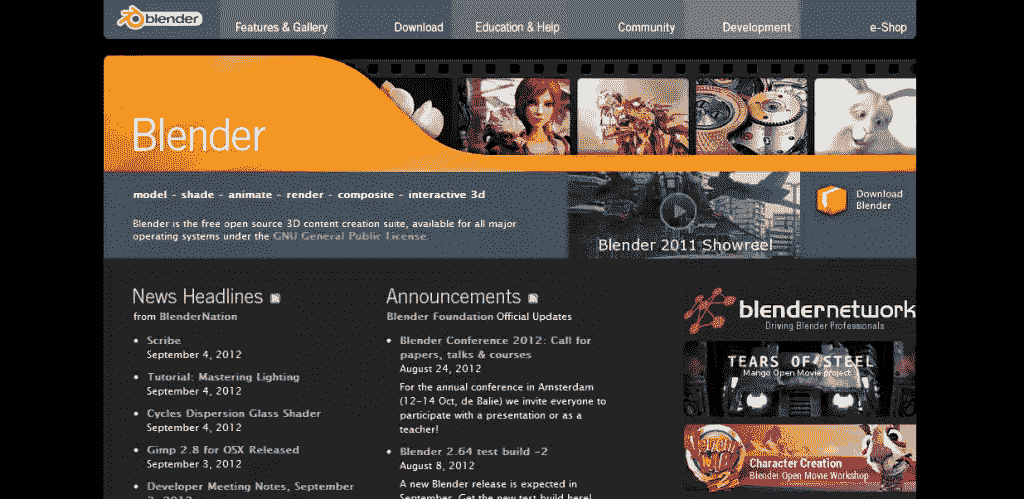 blender
Features & Gallery
Download
Education & Help
Community
Development
e-Shop
Blender
model - shade - animate - render - composite - interactive 3d
Blender is the free open source 3D content creation suite, available for all major
operating systems under the GNU General Public License.
Blender 2011 Showreel
Download
Blender
News Headlines
from BlenderNation
Scribe
September 4, 2012
Tutorial: Mastering Lighting
September 4, 2012
Cycles Dispersion Glass Shader
September 4, 2012
Gimp 2.8 for OSX Released
September 3, 2012
Developer Meeting Notes, September
2, 2012
Announcements
Blender Foundation Official Updates
Blender Conference 2012: Call for
papers, talks & courses
August 24, 2012
For the annual conference in Amsterdam
(12-14 Oct, de Balie) we invite everyone to
participate with a presentation or as a
teacher!
Blender 2.64 test build -2
August 8, 2012
A new Blender release is expected in
September. Get the new test build here!
blendernetwork
Driving Blender Professionals
TEARS OF STEEL
Mango Open Movie project
Character Creation
Blender Open Movie Workshop